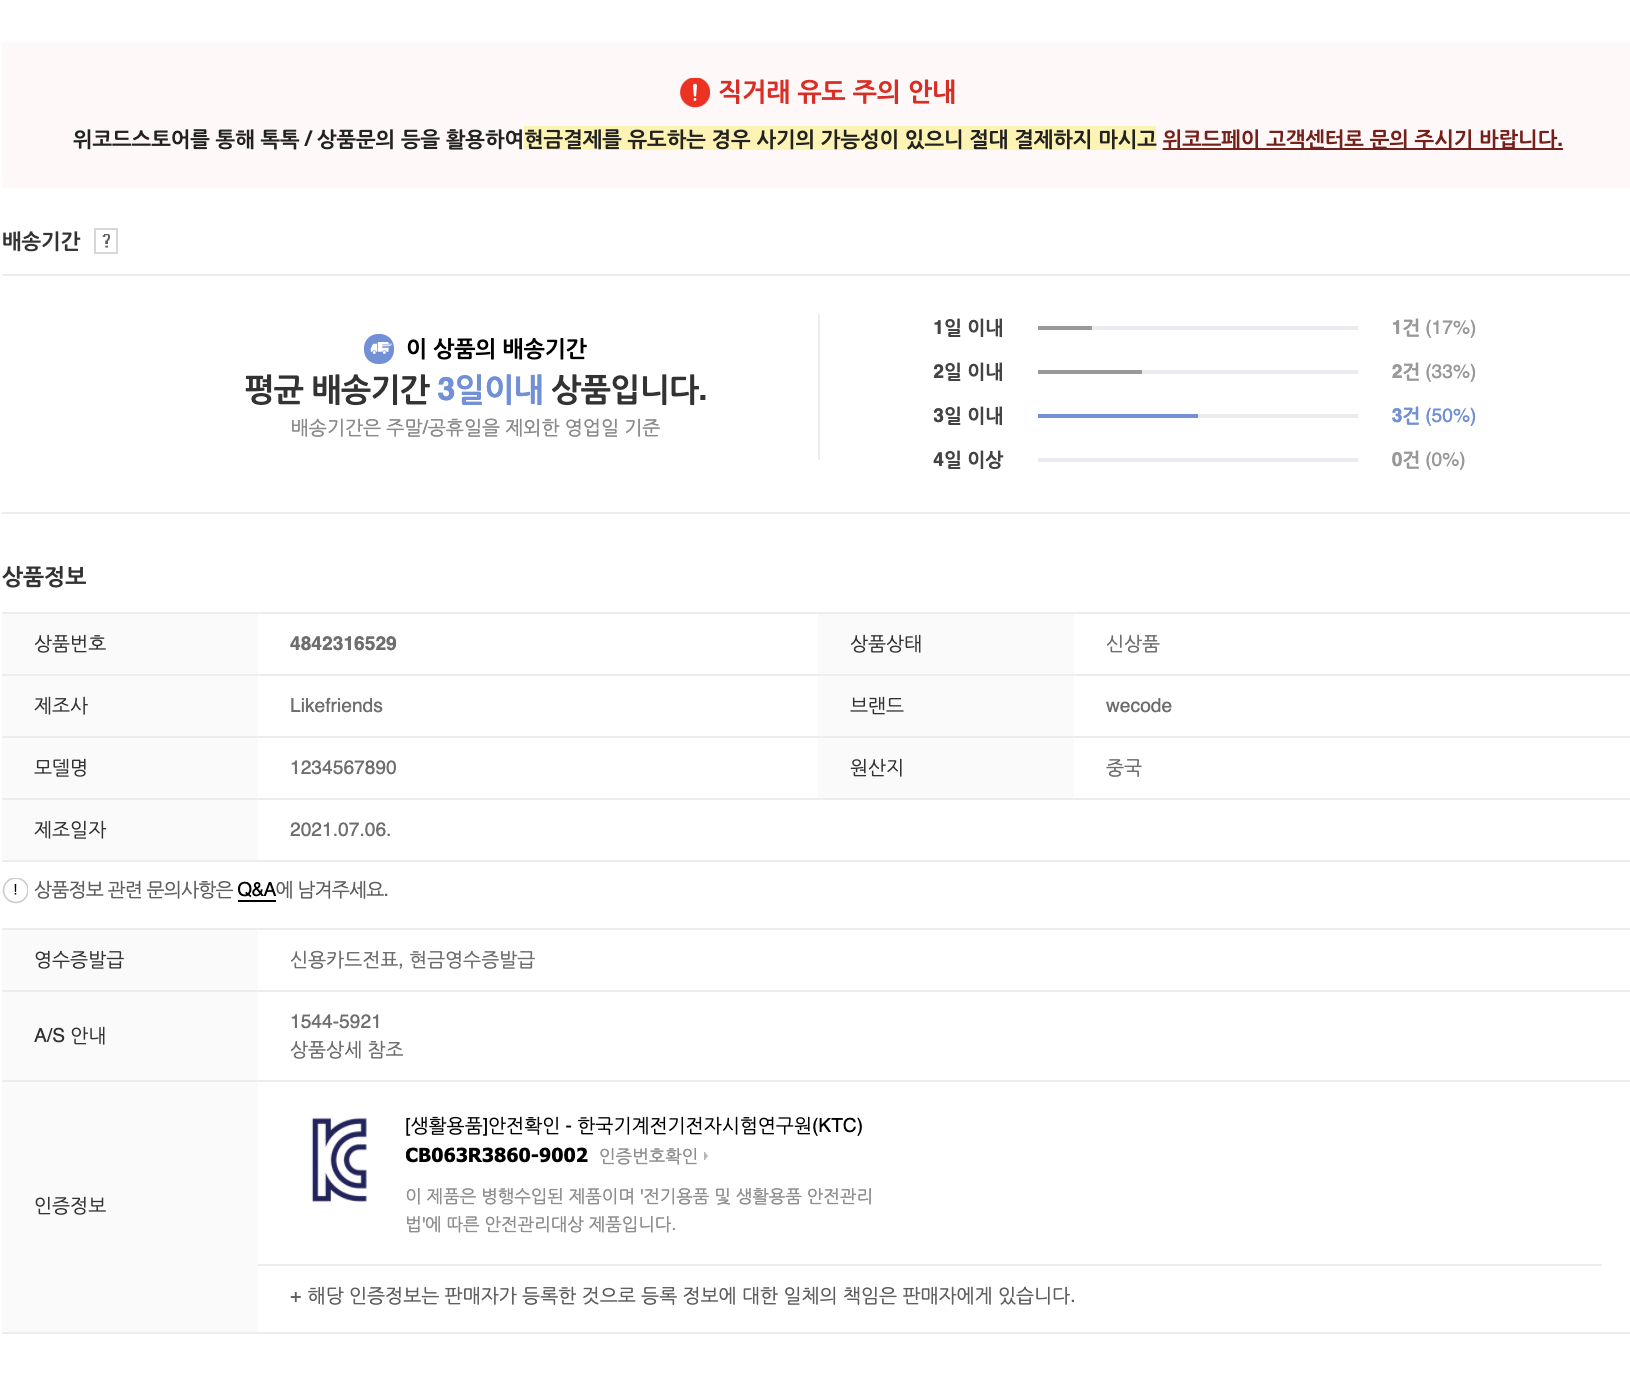 직거래 유도 주의 안내
위코드스토어를 통해 톡톡 / 상품문의 등을 활용하여현금결제를 유도하는 경우 사기의 가능성이 있으니 절대 결제하지 마시고 위코드페이 고객센터로 문의 주시기 바랍니다.
배송기간 ?
이 상품의 배송기간
평균 배송기간 3일이내 상품입니다.
배송기간은 주말/공휴일을 제외한 영업일 기준
1일 이내 1건 (17%)
2일 이내 2건 (33%)
3일 이내 3건 (50%)
4일 이상 0건 (0%)
상품정보
상품번호 4842316529 상품상태 신상품
제조사 Likefriends 브랜드 wecode
모델명 1234567890 원산지 중국
제조일자 2021.07.06.
! 상품정보 관련 문의사항은 Q&A에 남겨주세요.
영수증발급 신용카드전표, 현금영수증발급
A/S 안내 1544-5921
상품상세 참조
인증정보
[생활용품]안전확인 - 한국기계전기전자시험연구원(KTC)
CB063R3860-9002 인증번호확인
이 제품은 병행수입된 제품이며 '전기용품 및 생활용품 안전관리
법'에 따른 안전관리대상 제품입니다.
+ 해당 인증정보는 판매자가 등록한 것으로 등록 정보에 대한 일체의 책임은 판매자에게 있습니다.